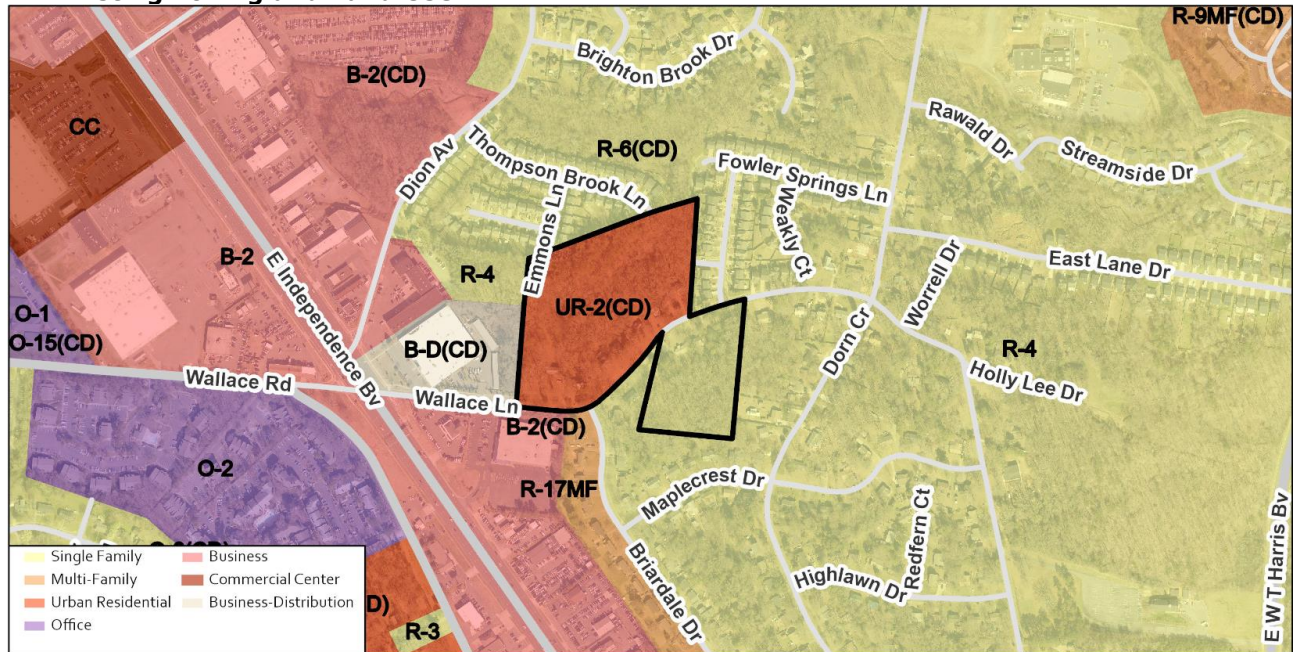 R-9MF(CD)
Brighton Brook Dr
B-2(CD)
CC
Rawald Dr
Streamside Dr
R-6(CD)
Thompson Brook Ln
Fowler Springs Ln
Dion Av
Emmons Ln
Weakly Ct
B-2
R-4
East Lane Dr
Worrell Dr
E Independence Bv
UR-2(CD)
O-1
O-15(CD)
B-D(CD)
Dorn Cr
R-4
Wallace Rd
Wallace Ln
Holly Lee Dr
B-2(CD)
O-2
R-17MF
Maplecrest Dr
Redfern Ct
Highlawn Dr
Briardale Dr
E W T Harris Bv
Single Family
Business
Multi-Family
Commercial Center
Urban Residential
Business-Distribution
Office
D)
R-3